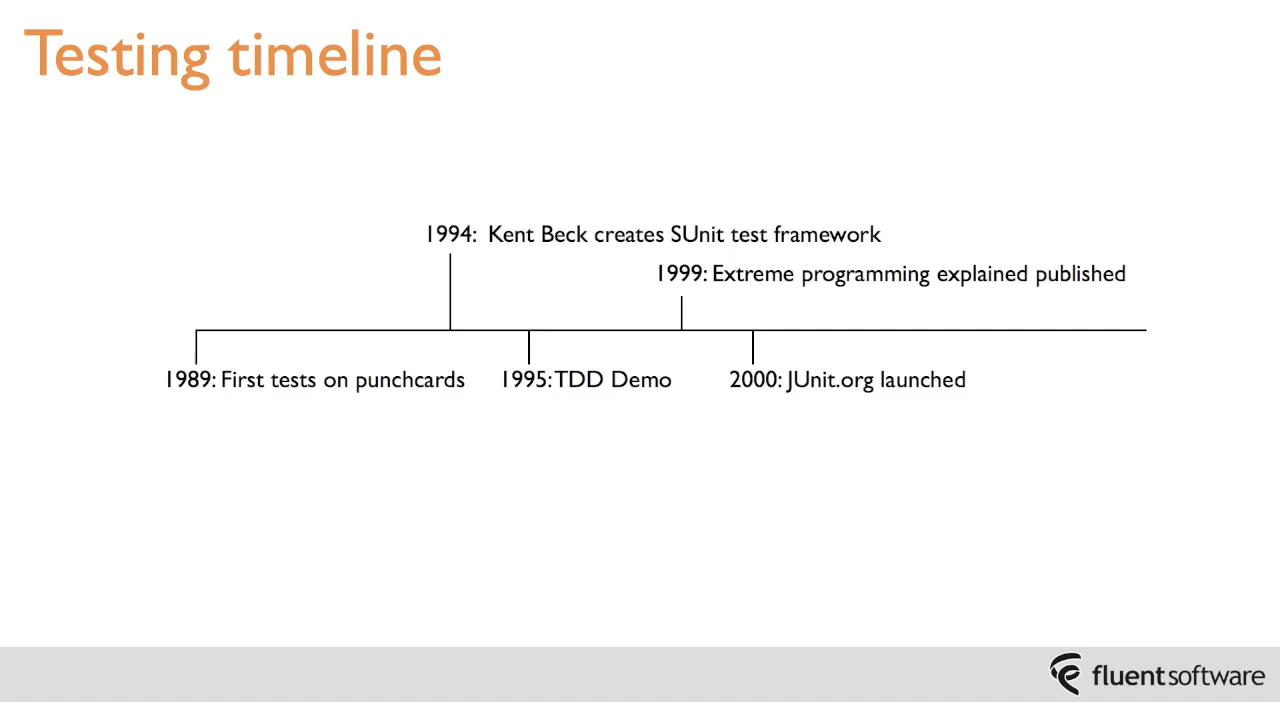 Testing timeline
1994: Kent Beck creates SUnit test framework
1999: Extreme programming explained published
1989: First tests on punchcards
1995: TDD Demo
2000: JUnit.org launched
fluentsoftware